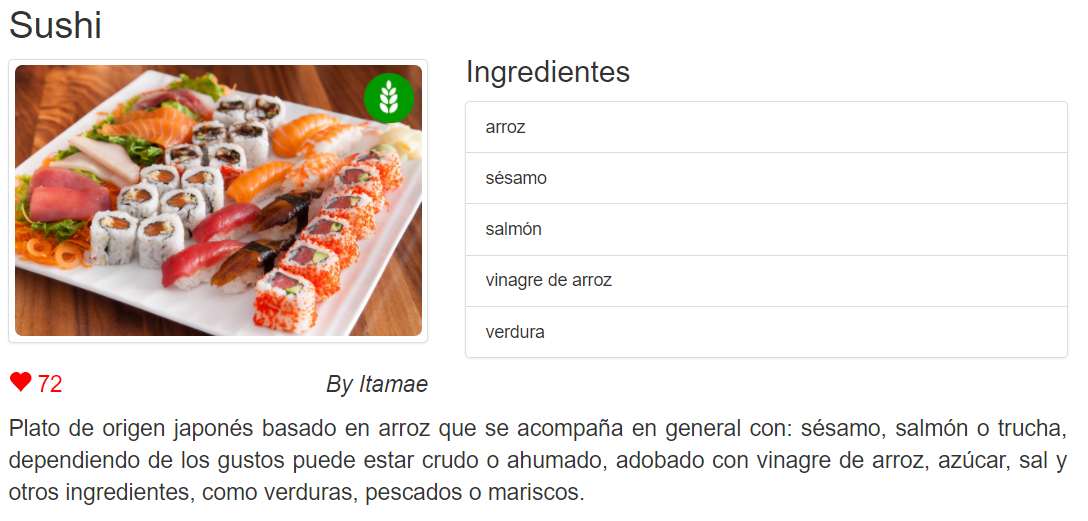 Sushi
Ingredientes
arroz
sésamo
salmón
vinagre de arroz
verdura
72
By Itamae
Plato de origen japonés basado en arroz que se acompaña en general con: sésamo, salmón o trucha,
dependiendo de los gustos puede estar crudo o ahumado, adobado con vinagre de arroz, azúcar, sal y
otros ingredientes, como verduras, pescados o mariscos.